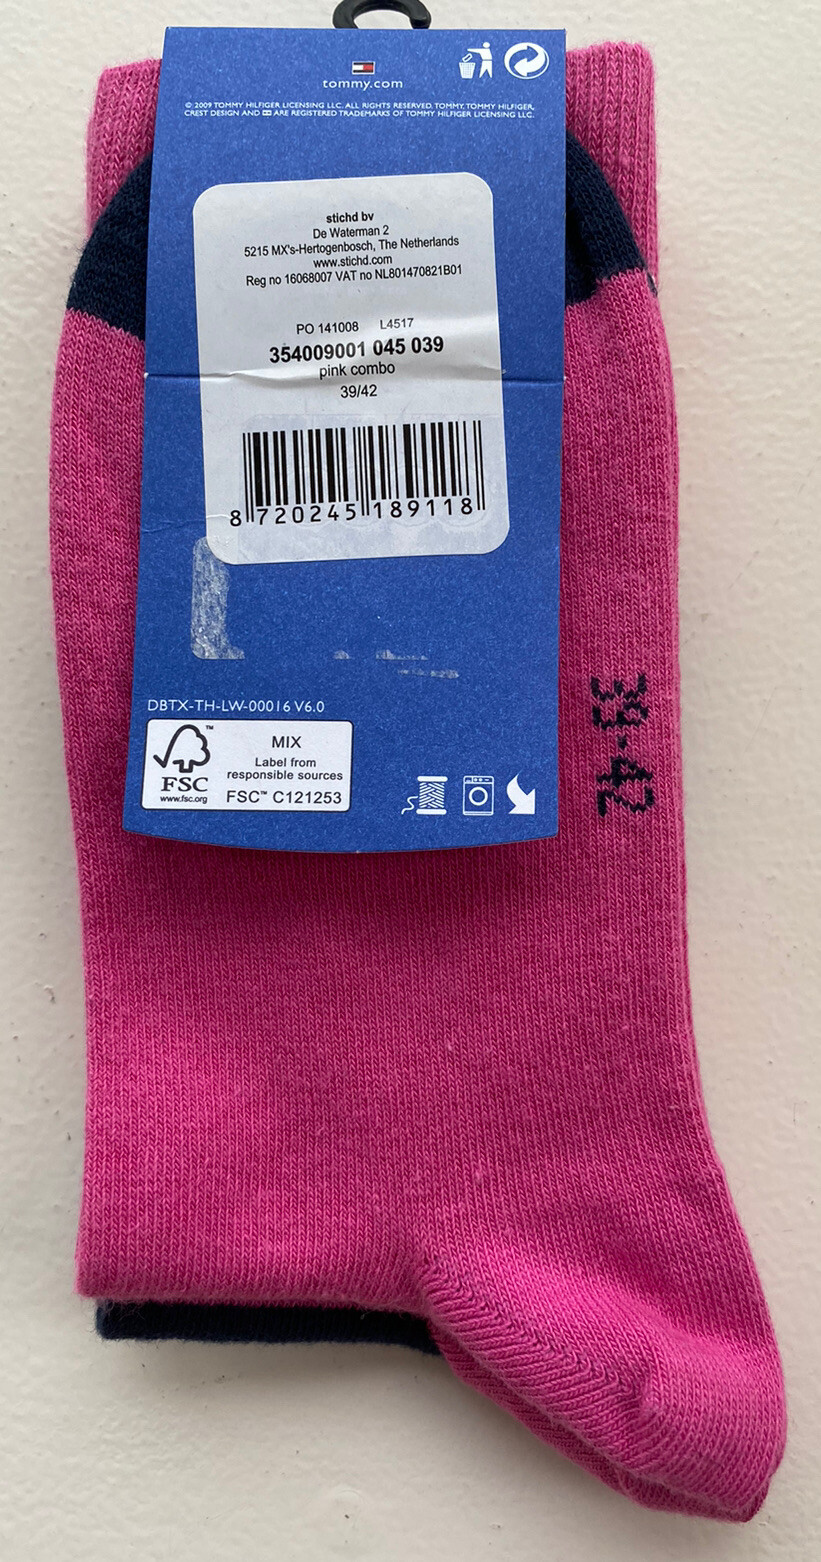 tommy.com
© 2009 TOMMY HILFIGER LICENSING LLC. ALL RIGHTS RESERVED. TOMMY, TOMMY HILFIGER,
CREST DESIGN AND ARE REGISTERED TRADEMARKS OF TOMMY HILFIGER LICENSING LLC.
stichd bv
De Waterman 2
5215 MX's-Hertogenbosch, The Netherlands
www.stichd.com
Reg no 16068007 VAT no NL801470821B01
PO 141008 L4517
354009001 045 039
pink combo
39/42
8 720245 189118
39-42
DBTX-TH-LW-00016 V6.0
FSC
www.fsc.org
MIX
Label from
responsible sources
FSC™ C121253